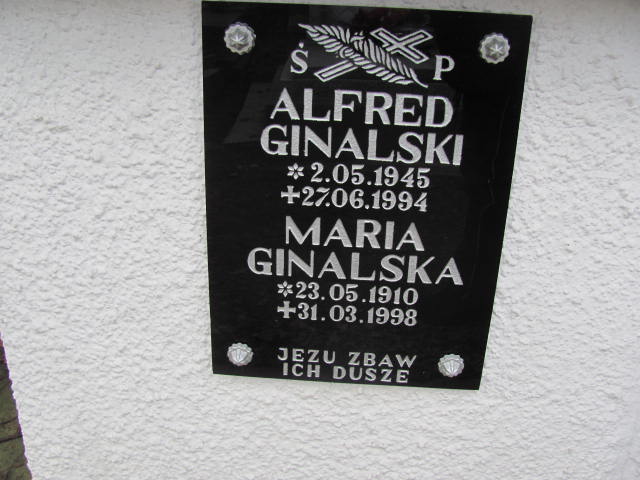 Ś P
ALFRED
GINALSKI
* 2.05.1945
+27.06.1994
MARIA
GINALSKA
*23.05.1910
+31.03.1998
JEZU ZBAW
ICH DUSZE